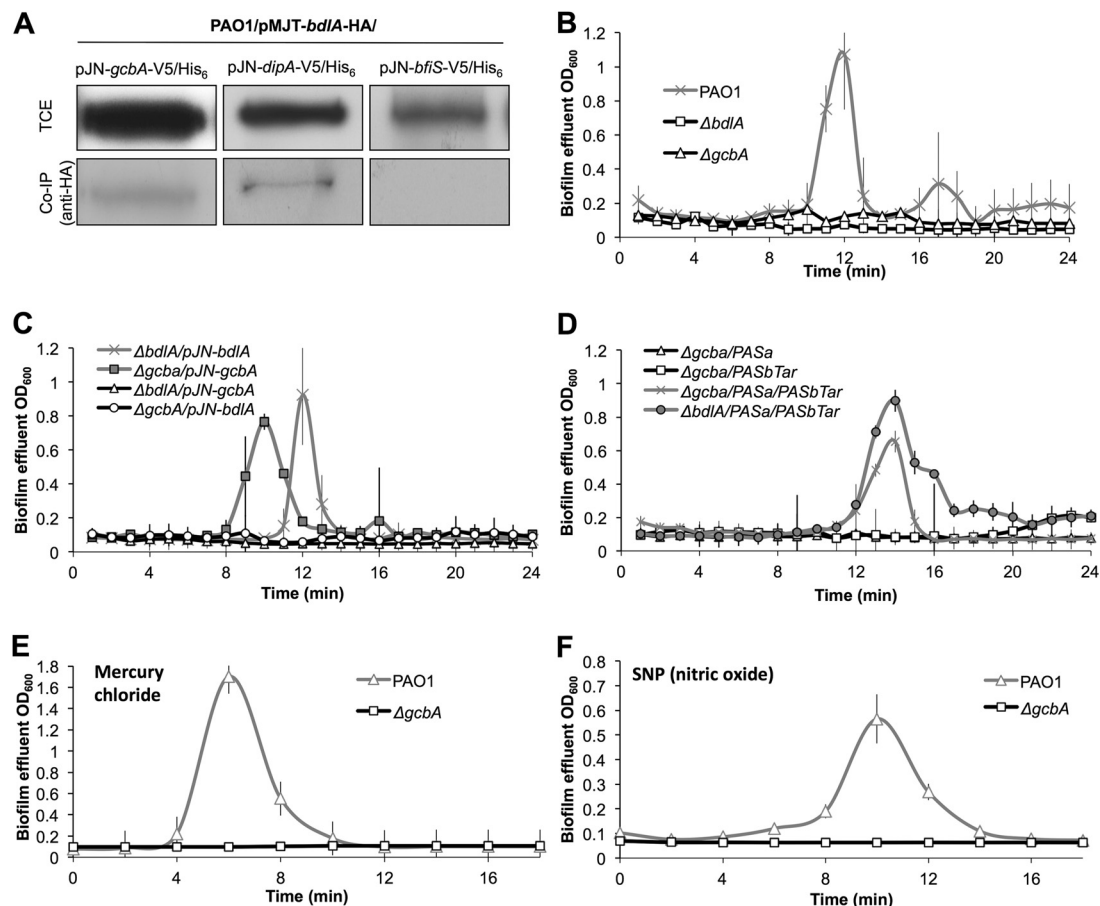 A
PAO1/pMJT-bdlA-HA/
pJN-gcbA-V5/His6 pJN-dipA-V5/His6 pJN-bfiS-V5/His6
TCE
Co-IP (anti-HA)
B
Biofilm effluent OD600
1.2
1
0.8
0.6
0.4
0.2
0
PAO1
ΔbdlA
ΔgcbA
0 4 8 12 16 20 24
Time (min)
C
Biofilm effluent OD600
1.2
1
0.8
0.6
0.4
0.2
0
ΔbdlA/pJN-bdlA
Δgcba/pJN-gcbA
ΔbdlA/pJN-gcbA
ΔgcbA/pJN-bdlA
0 4 8 12 16 20 24
Time (min)
D
Biofilm effluent OD600
1.2
1
0.8
0.6
0.4
0.2
0
Δgcba/PASa
Δgcba/PASbTar
Δgcba/PASa/PASbTar
ΔbdlA/PASa/PASbTar
0 4 8 12 16 20 24
Time (min)
E
Biofilm effluent OD600
1.8
1.6
1.4
1.2
1
0.8
0.6
0.4
0.2
0
Mercury
chloride
PAO1
ΔgcbA
0 4 8 12 16
Time (min)
F
Biofilm effluent OD600
0.8
0.7
0.6
0.5
0.4
0.3
0.2
0.1
0
SNP (nitric oxide)
PAO1
ΔgcbA
0 4 8 12 16
Time (min)